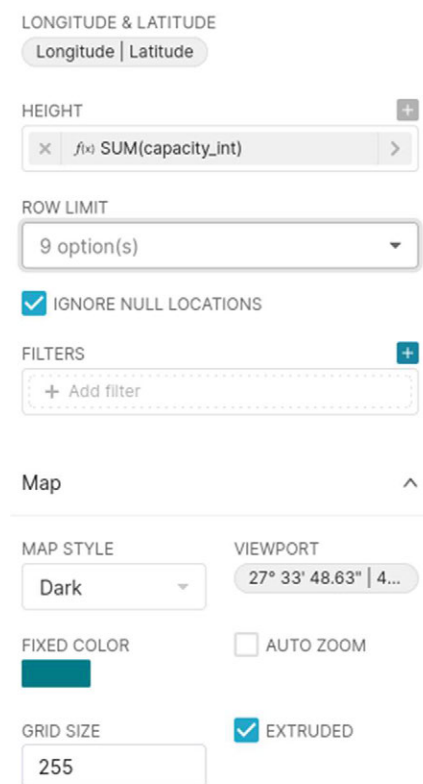 LONGITUDE & LATITUDE
Longitude | Latitude
HEIGHT
f(x) SUM(capacity_int)
ROW LIMIT
9 option(s)
IGNORE NULL LOCATIONS
FILTERS
+ Add filter
Map
MAP STYLE
VIEWPORT
Dark
27° 33' 48.63" | 4...
FIXED COLOR
AUTO ZOOM
GRID SIZE
EXTRUDED
255